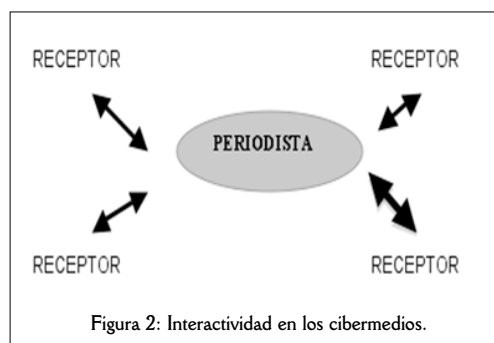 RECEPTOR RECEPTOR
PERIODISTA
RECEPTOR RECEPTOR
Figura 2: Interactividad en los cibermedios.